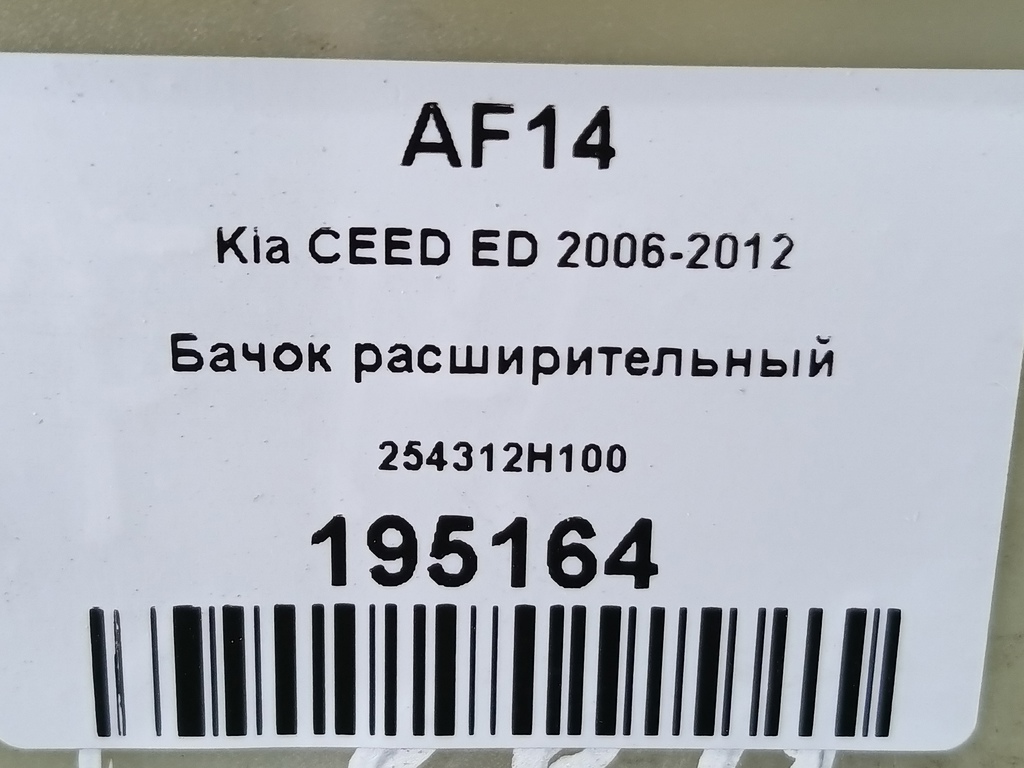 AF14
Kia CEED ED 2006-2012
Бачок расширительный
254312H100
195164